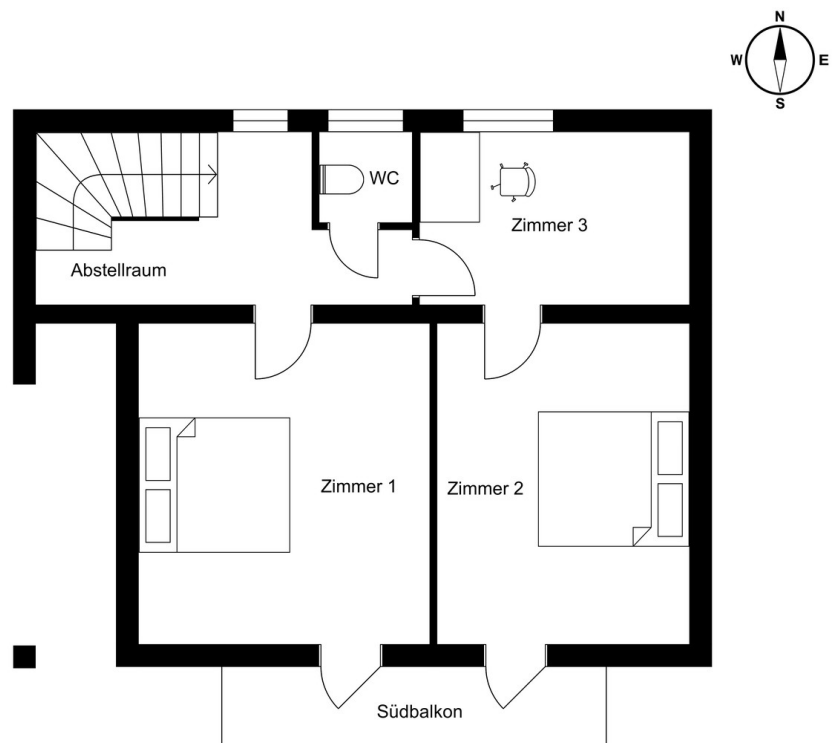 N
W E
S
WC
Zimmer 3
Abstellraum
Zimmer 1
Zimmer 2
Südbalkon